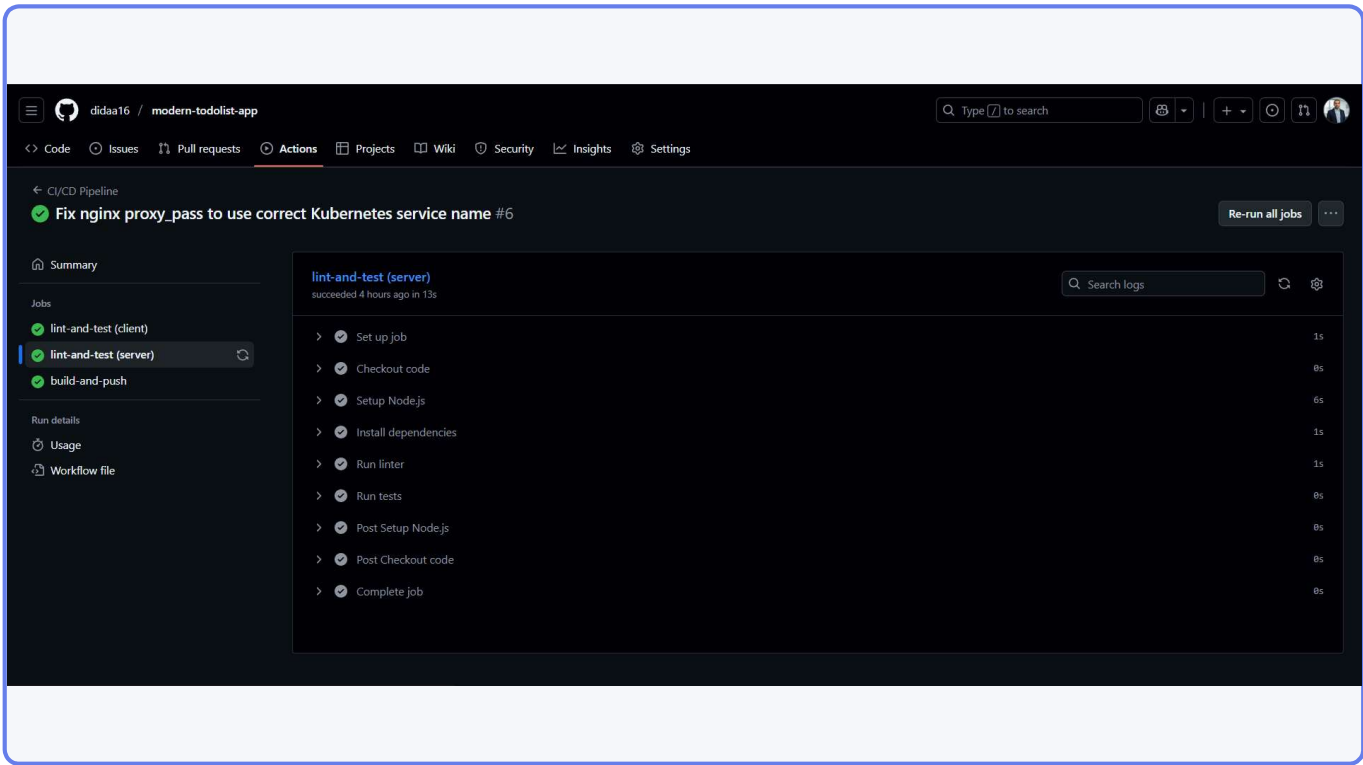 didaa16 / modern-todolist-app
Type / to search
Code Issues Pull requests Actions Projects Wiki Security Insights Settings
CI/CD Pipeline
Fix nginx proxy_pass to use correct Kubernetes service name #6
Re-run all jobs
Summary
Jobs
lint-and-test (client)
lint-and-test (server)
build-and-push
Run details
Usage
Workflow file
lint-and-test (server)
succeeded 4 hours ago in 13s
Search logs
Set up job 1s
Checkout code 0s
Setup Node.js 6s
Install dependencies 1s
Run linter 1s
Run tests 0s
Post Setup Node.js 0s
Post Checkout code 0s
Complete job 0s